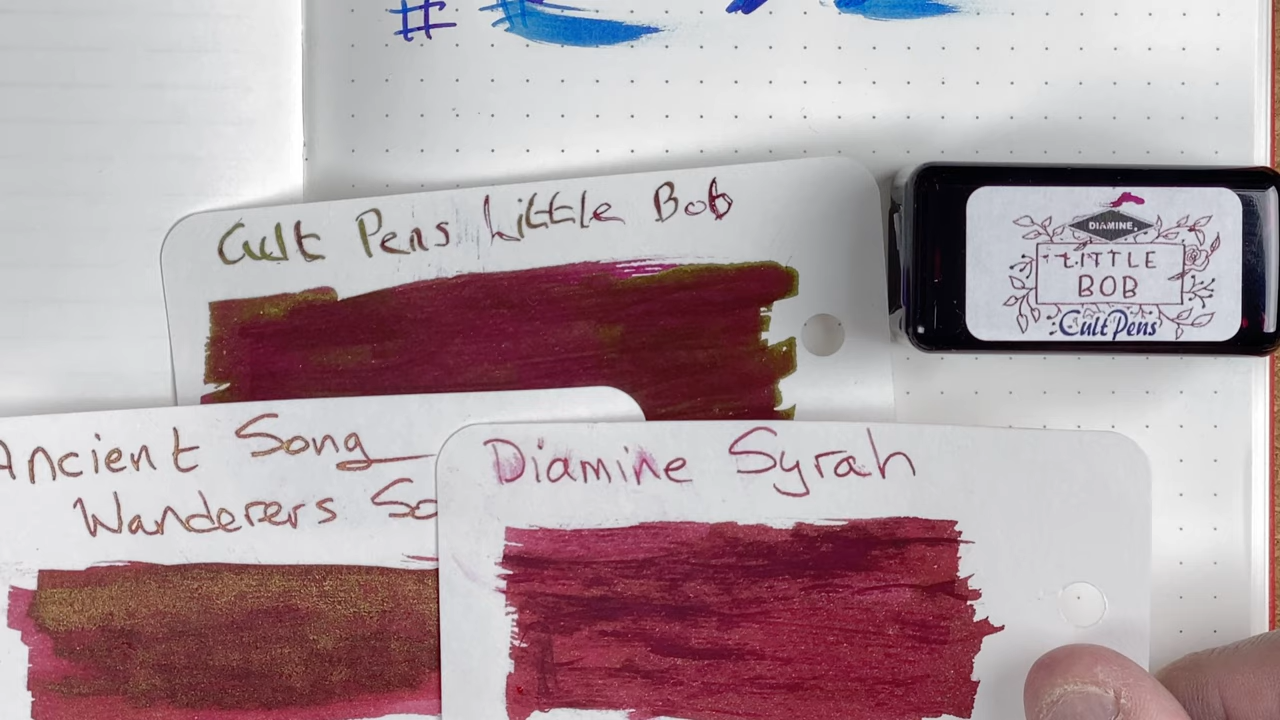 Cult Pens Little Bob
DIAMINE.
LITTLE
BOB
Cult Pens
Ancient Song
Wanderers
Diamine Syrah